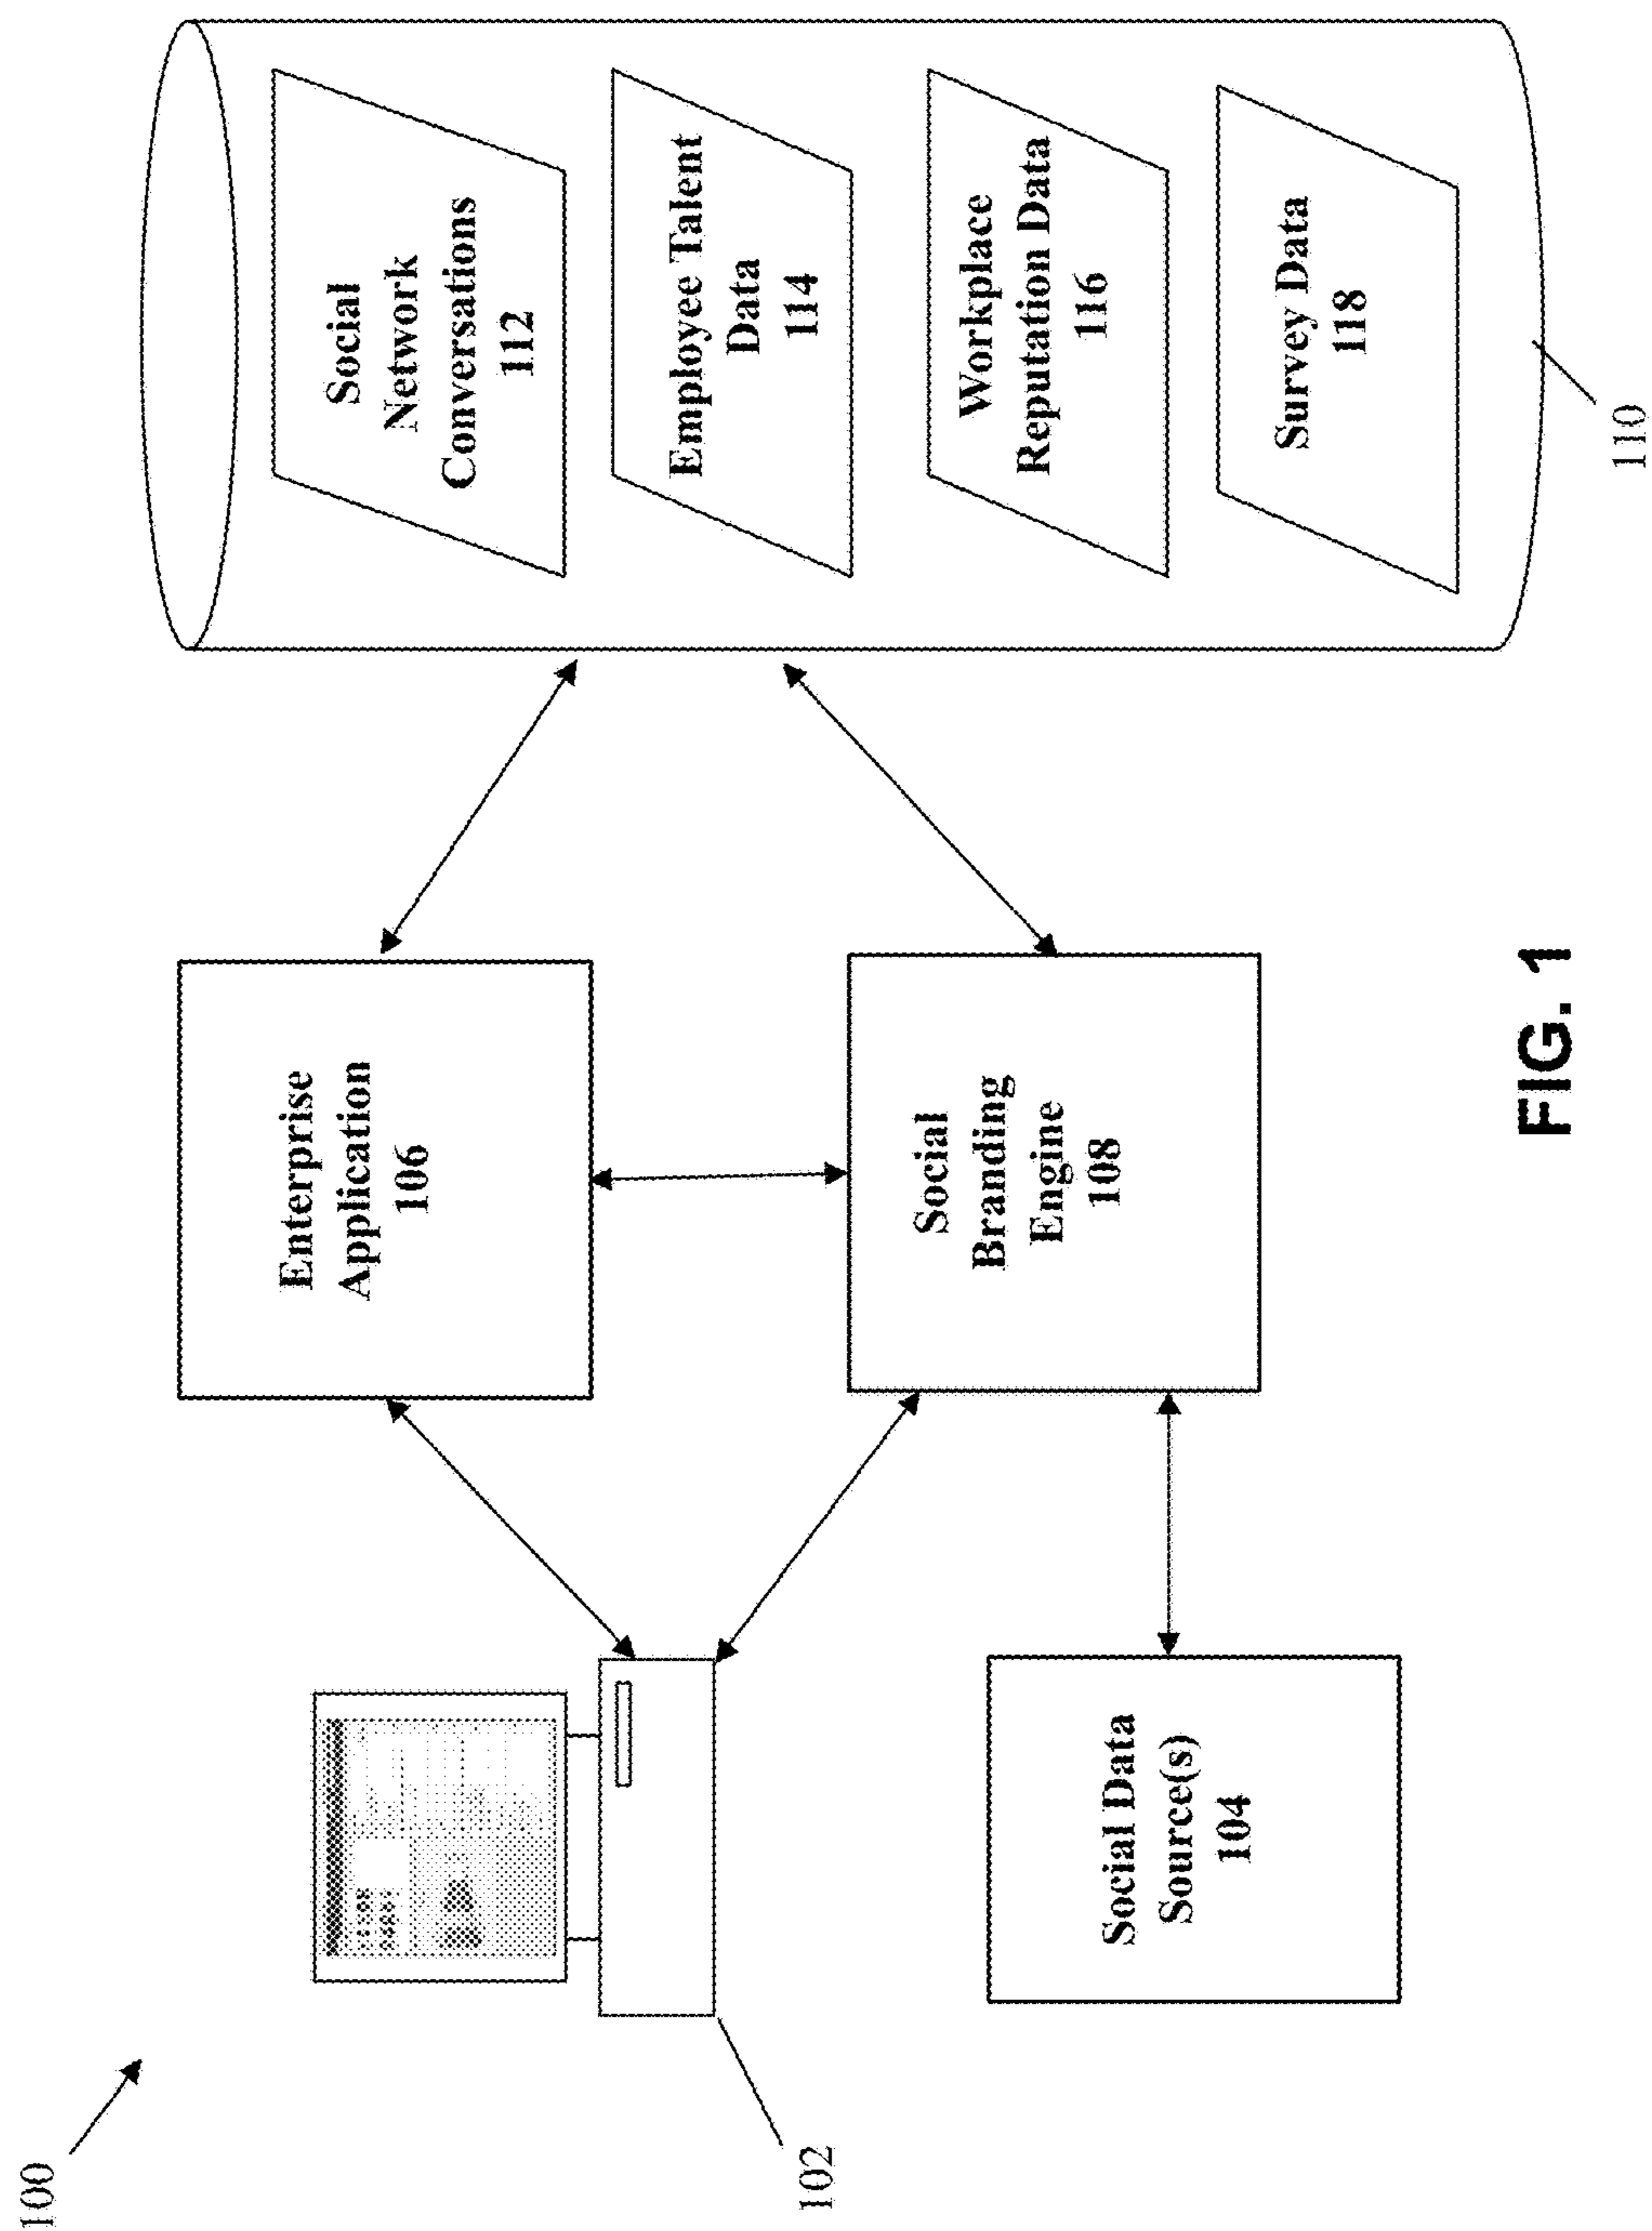 100
102
Social Data
Source(s)
104
Enterprise
Application
106
Social
Branding
Engine
108
Social
Network
Conversations
112
Employee Talent
Data
114
Workplace
Reputation Data
116
Survey Data
118
110
FIG. 1